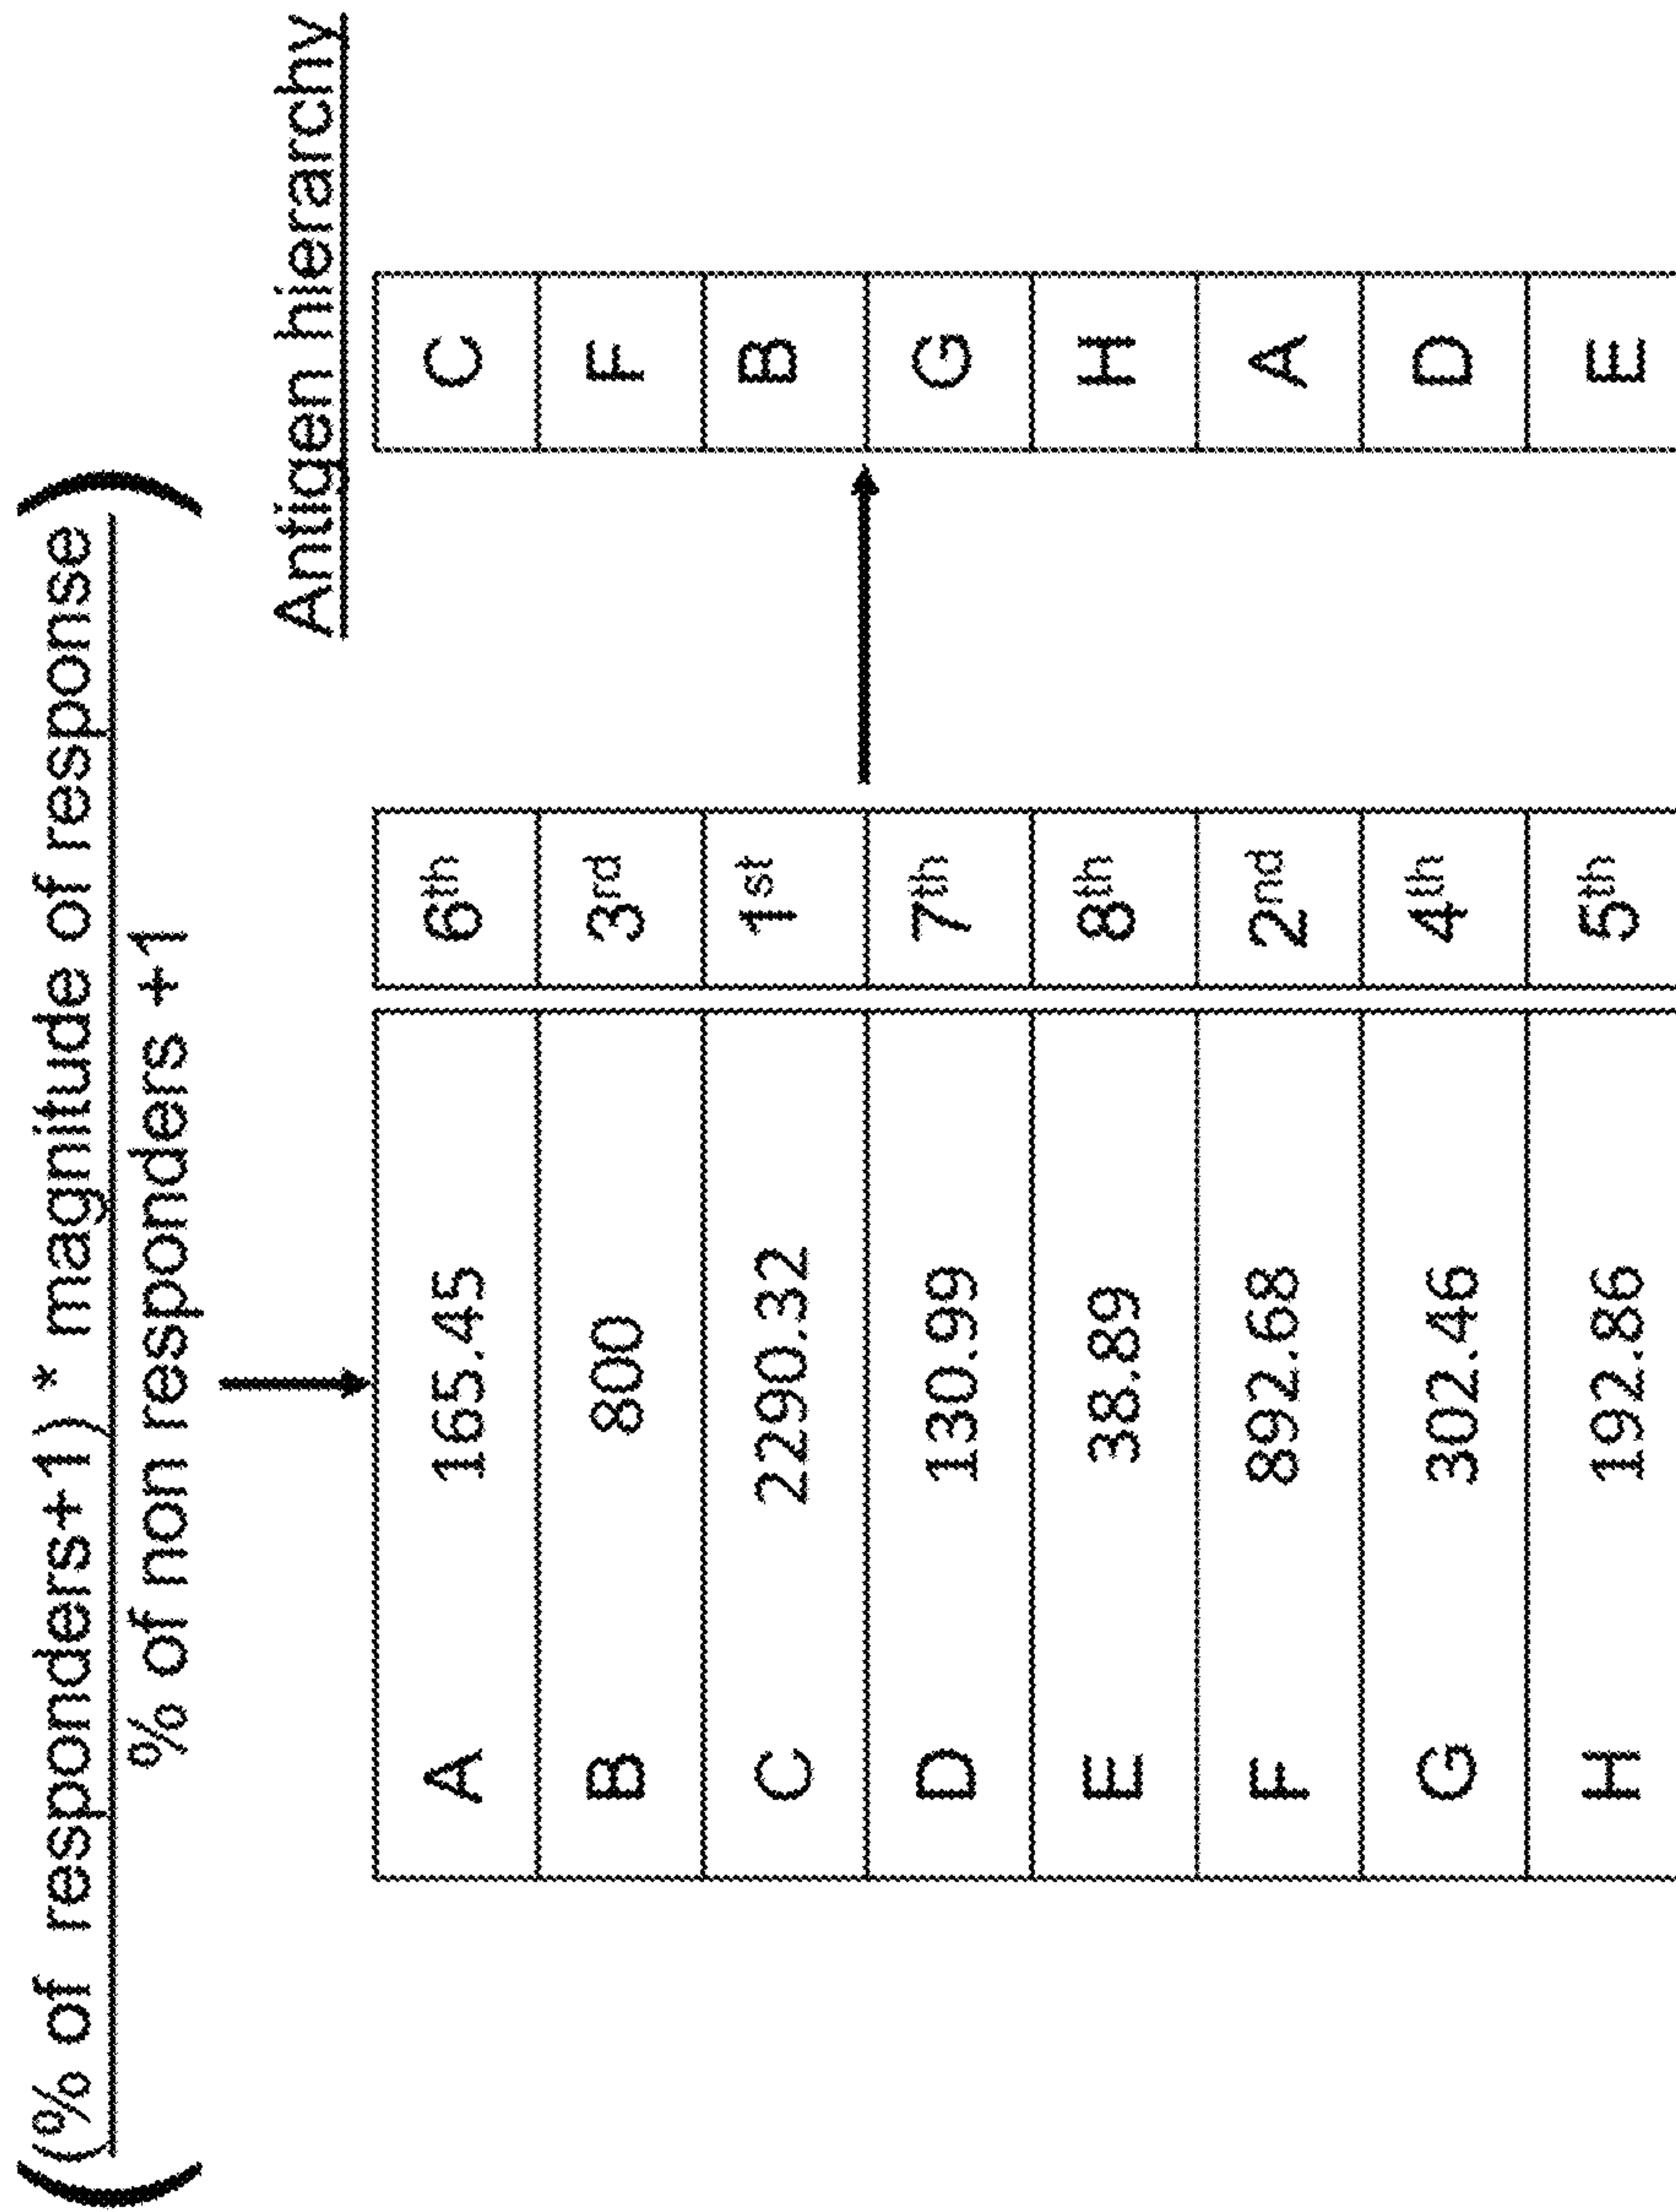 (% of responders+1) * magnitude of response
% of non responders +1
Antigen hierarchy
A 165.45 6th C
B 800 3rd F
C 2290.32 1st B
D 130.99 7th G
E 38.89 8th H
F 892.68 2nd A
G 302.46 4th D
H 192.86 5th E